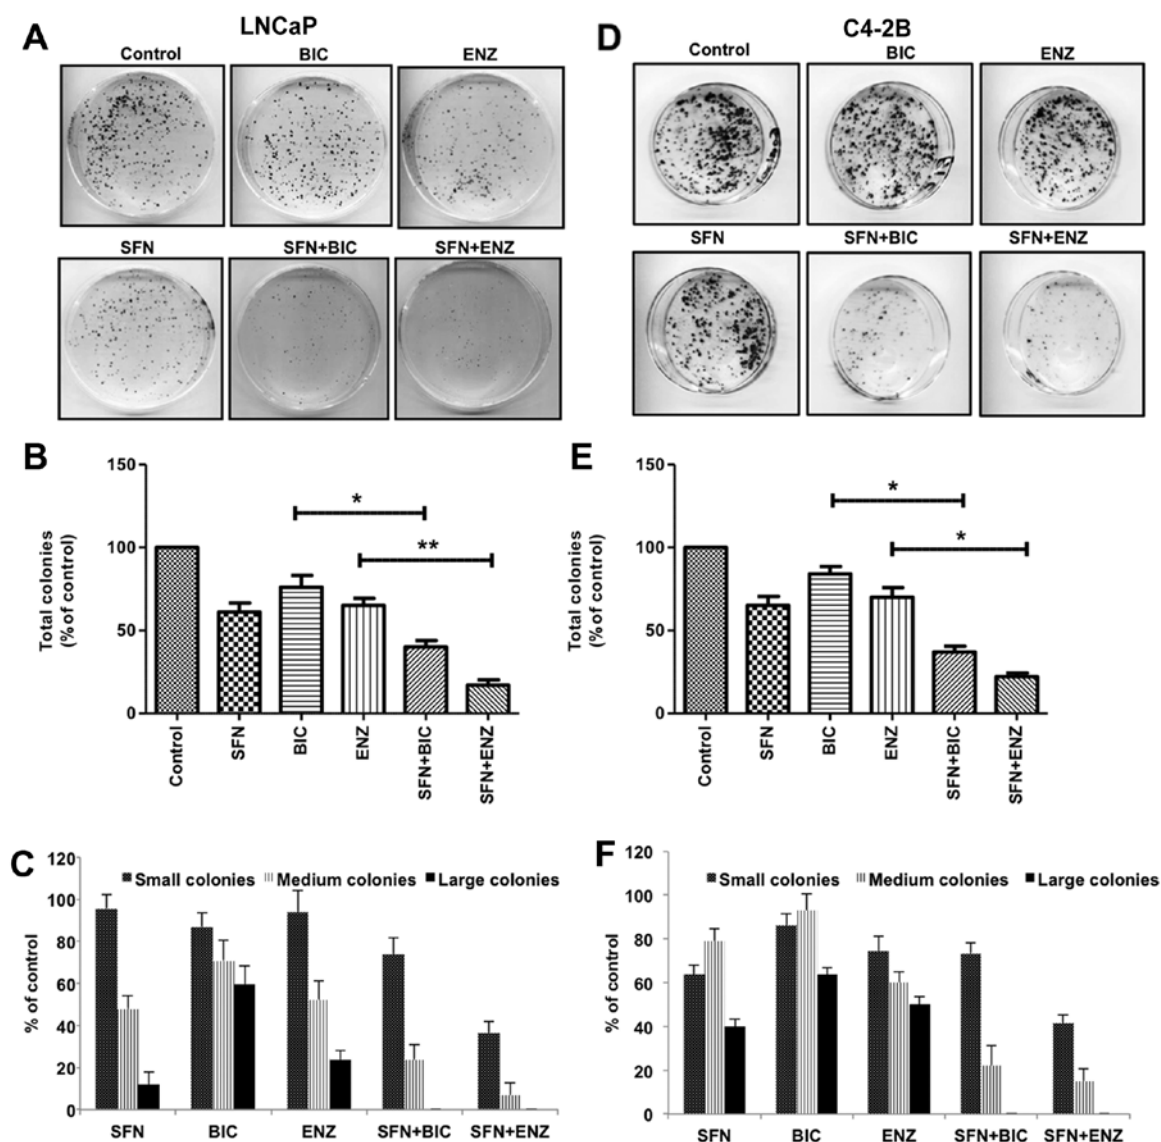 A
LNCaP
Control
BIC
ENZ
SFN
SFN+BIC
SFN+ENZ
D
C4-2B
Control
BIC
ENZ
SFN
SFN+BIC
SFN+ENZ
B
Total colonies
(% of control)
150
100
50
0
*
**
Control
SFN
BIC
ENZ
SFN+BIC
SFN+ENZ
E
Total colonies
(% of control)
150
100
50
0
*
*
Control
SFN
BIC
ENZ
SFN+BIC
SFN+ENZ
C
% of control
120
100
80
60
40
20
0
Small colonies Medium colonies Large colonies
SFN BIC ENZ SFN+BIC SFN+ENZ
F
% of control
120
100
80
60
40
20
0
Small colonies Medium colonies Large colonies
SFN BIC ENZ SFN+BIC SFN+ENZ